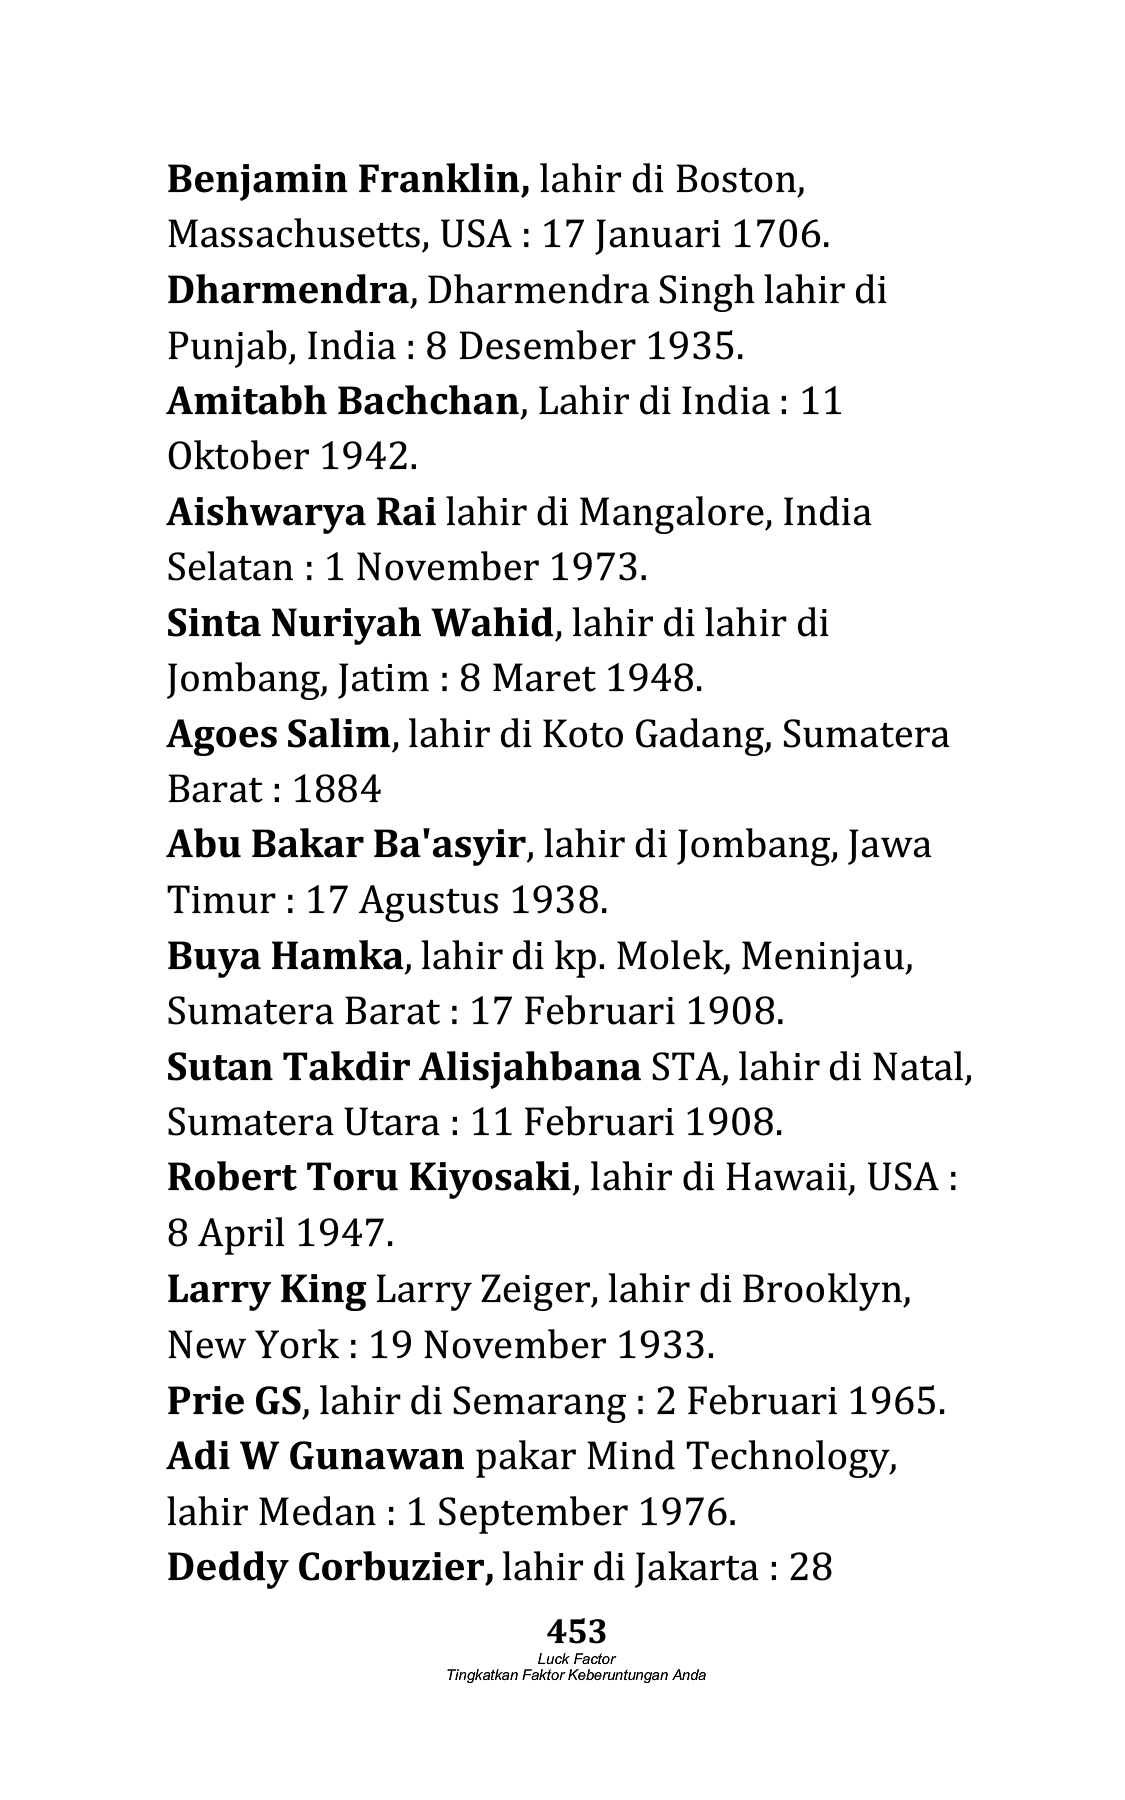 Benjamin Franklin, lahir di Boston,
Massachusetts, USA : 17 Januari 1706.
Dharmendra, Dharmendra Singh lahir di
Punjab, India : 8 Desember 1935.
Amitabh Bachchan, Lahir di India : 11
Oktober 1942.
Aishwarya Rai lahir di Mangalore, India
Selatan : 1 November 1973.
Sinta Nuriyah Wahid, lahir di lahir di
Jombang, Jatim : 8 Maret 1948.
Agoes Salim, lahir di Koto Gadang, Sumatera
Barat : 1884
Abu Bakar Ba'asyir, lahir di Jombang, Jawa
Timur : 17 Agustus 1938.
Buya Hamka, lahir di kp. Molek, Meninjau,
Sumatera Barat : 17 Februari 1908.
Sutan Takdir Alisjahbana STA, lahir di Natal,
Sumatera Utara : 11 Februari 1908.
Robert Toru Kiyosaki, lahir di Hawaii, USA :
8 April 1947.
Larry King Larry Zeiger, lahir di Brooklyn,
New York : 19 November 1933.
Prie GS, lahir di Semarang : 2 Februari 1965.
Adi W Gunawan pakar Mind Technology,
lahir Medan : 1 September 1976.
Deddy Corbuzier, lahir di Jakarta : 28
453
Luck Factor
Tingkatkan Faktor Keberuntungan Anda